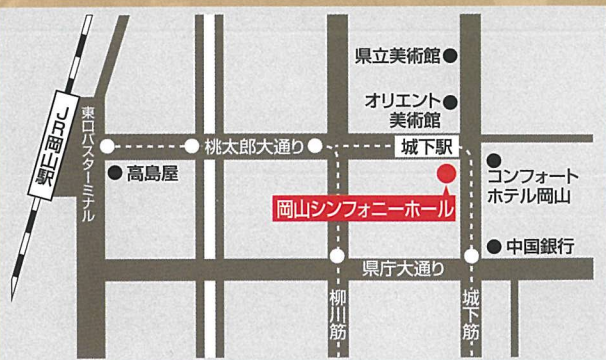 県立美術館
オリエント
美術館
JR岡山駅
東口バスターミナル
桃太郎大通り
城下駅
高島屋
コンフォート
ホテル岡山
岡山シンフォニーホール
中国銀行
県庁大通り
柳川筋
城下筋